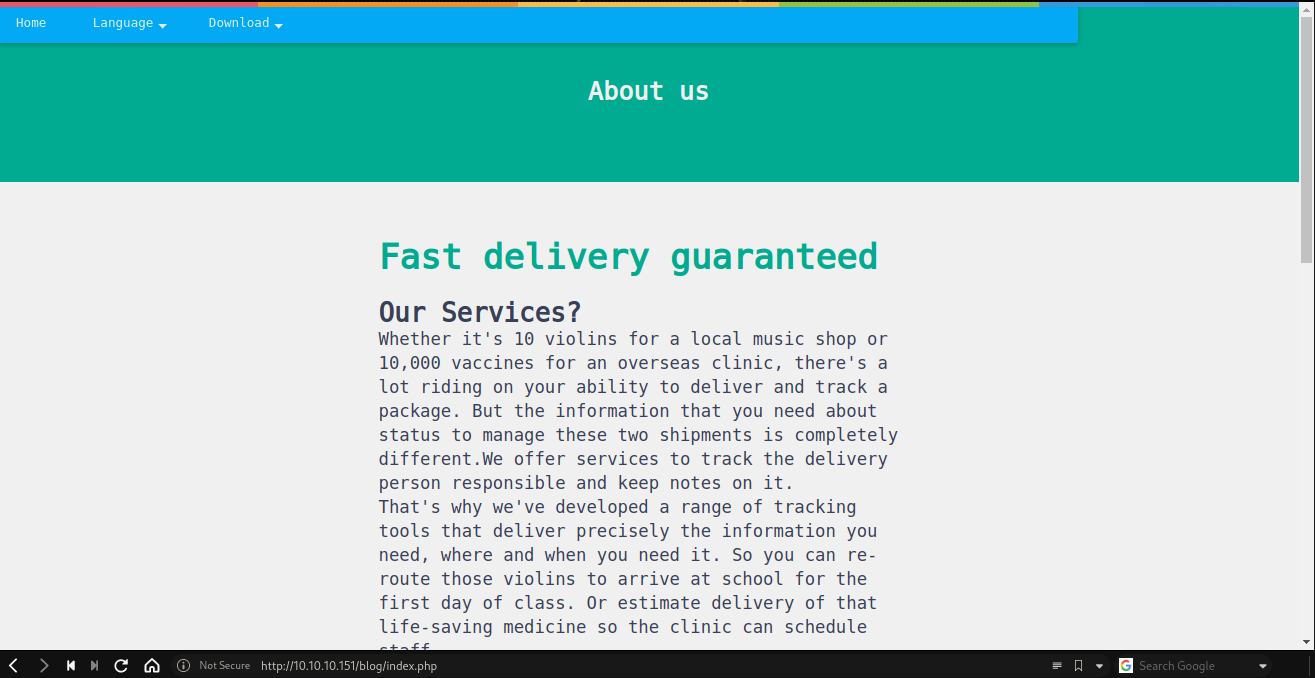 Home Language Download
About us
Fast delivery guaranteed
Our Services?
Whether it's 10 violins for a local music shop or
10,000 vaccines for an overseas clinic, there's a
lot riding on your ability to deliver and track a
package. But the information that you need about
status to manage these two shipments is completely
different.We offer services to track the delivery
person responsible and keep notes on it.
That's why we've developed a range of tracking
tools that deliver precisely the information you
need, where and when you need it. So you can re-
route those violins to arrive at school for the
first day of class. Or estimate delivery of that
life-saving medicine so the clinic can schedule
staff
Not Secure http://10.10.10.151/blog/index.php Search Google